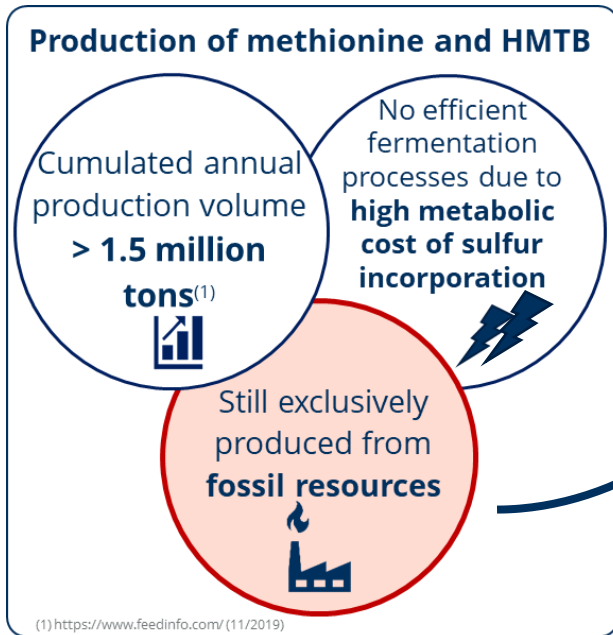 Production of methionine and HMTB
Cumulated annual
production volume
> 1.5 million
tons(1)
No efficient
fermentation
processes due to
high metabolic
cost of sulfur
incorporation
Still exclusively
produced from
fossil resources
(1) https://www.feedinfo.com/ (11/2019)